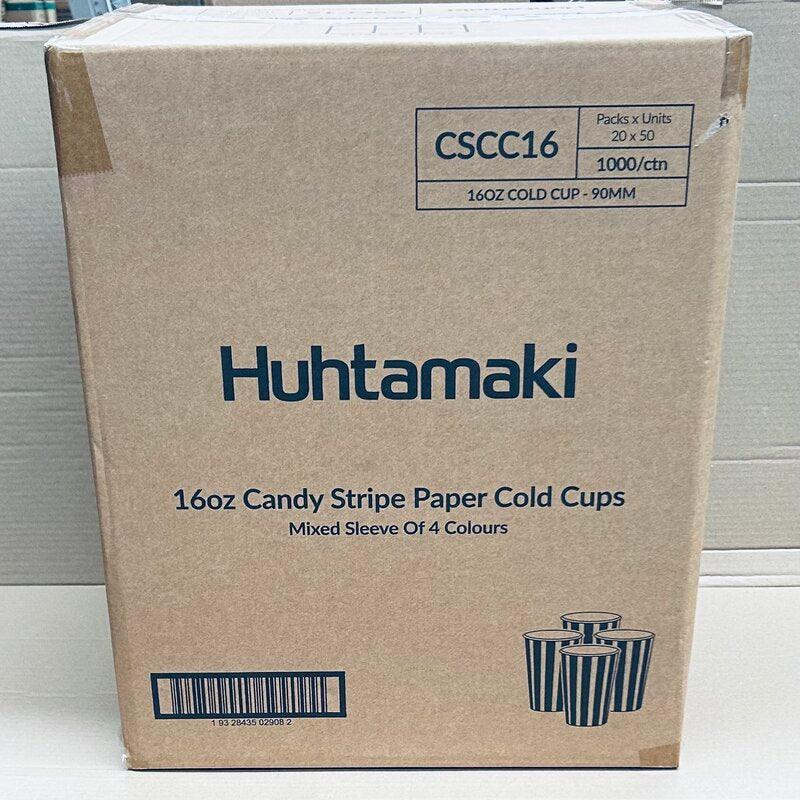 CSCC16
Packs x Units
20 x 50
1000/ctn
16OZ COLD CUP - 90MM
Huhtamaki
16oz Candy Stripe Paper Cold Cups
Mixed Sleeve Of 4 Colours
1 93 28435 02908 2